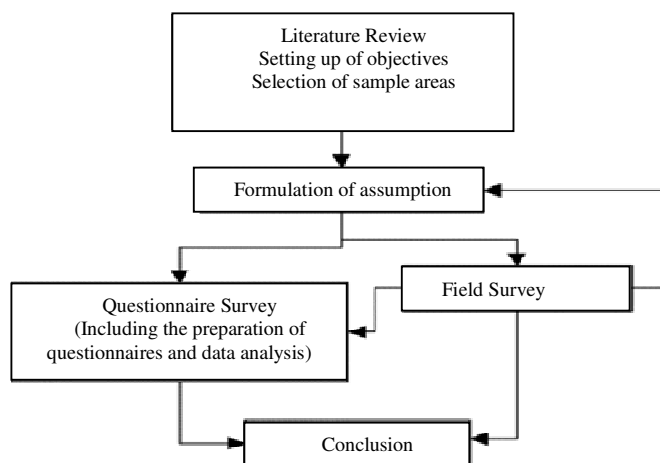 Literature Review
Setting up of objectives
Selection of sample areas
Formulation of assumption
Questionnaire Survey
(Including the preparation of
questionnaires and data analysis)
Field Survey
Conclusion